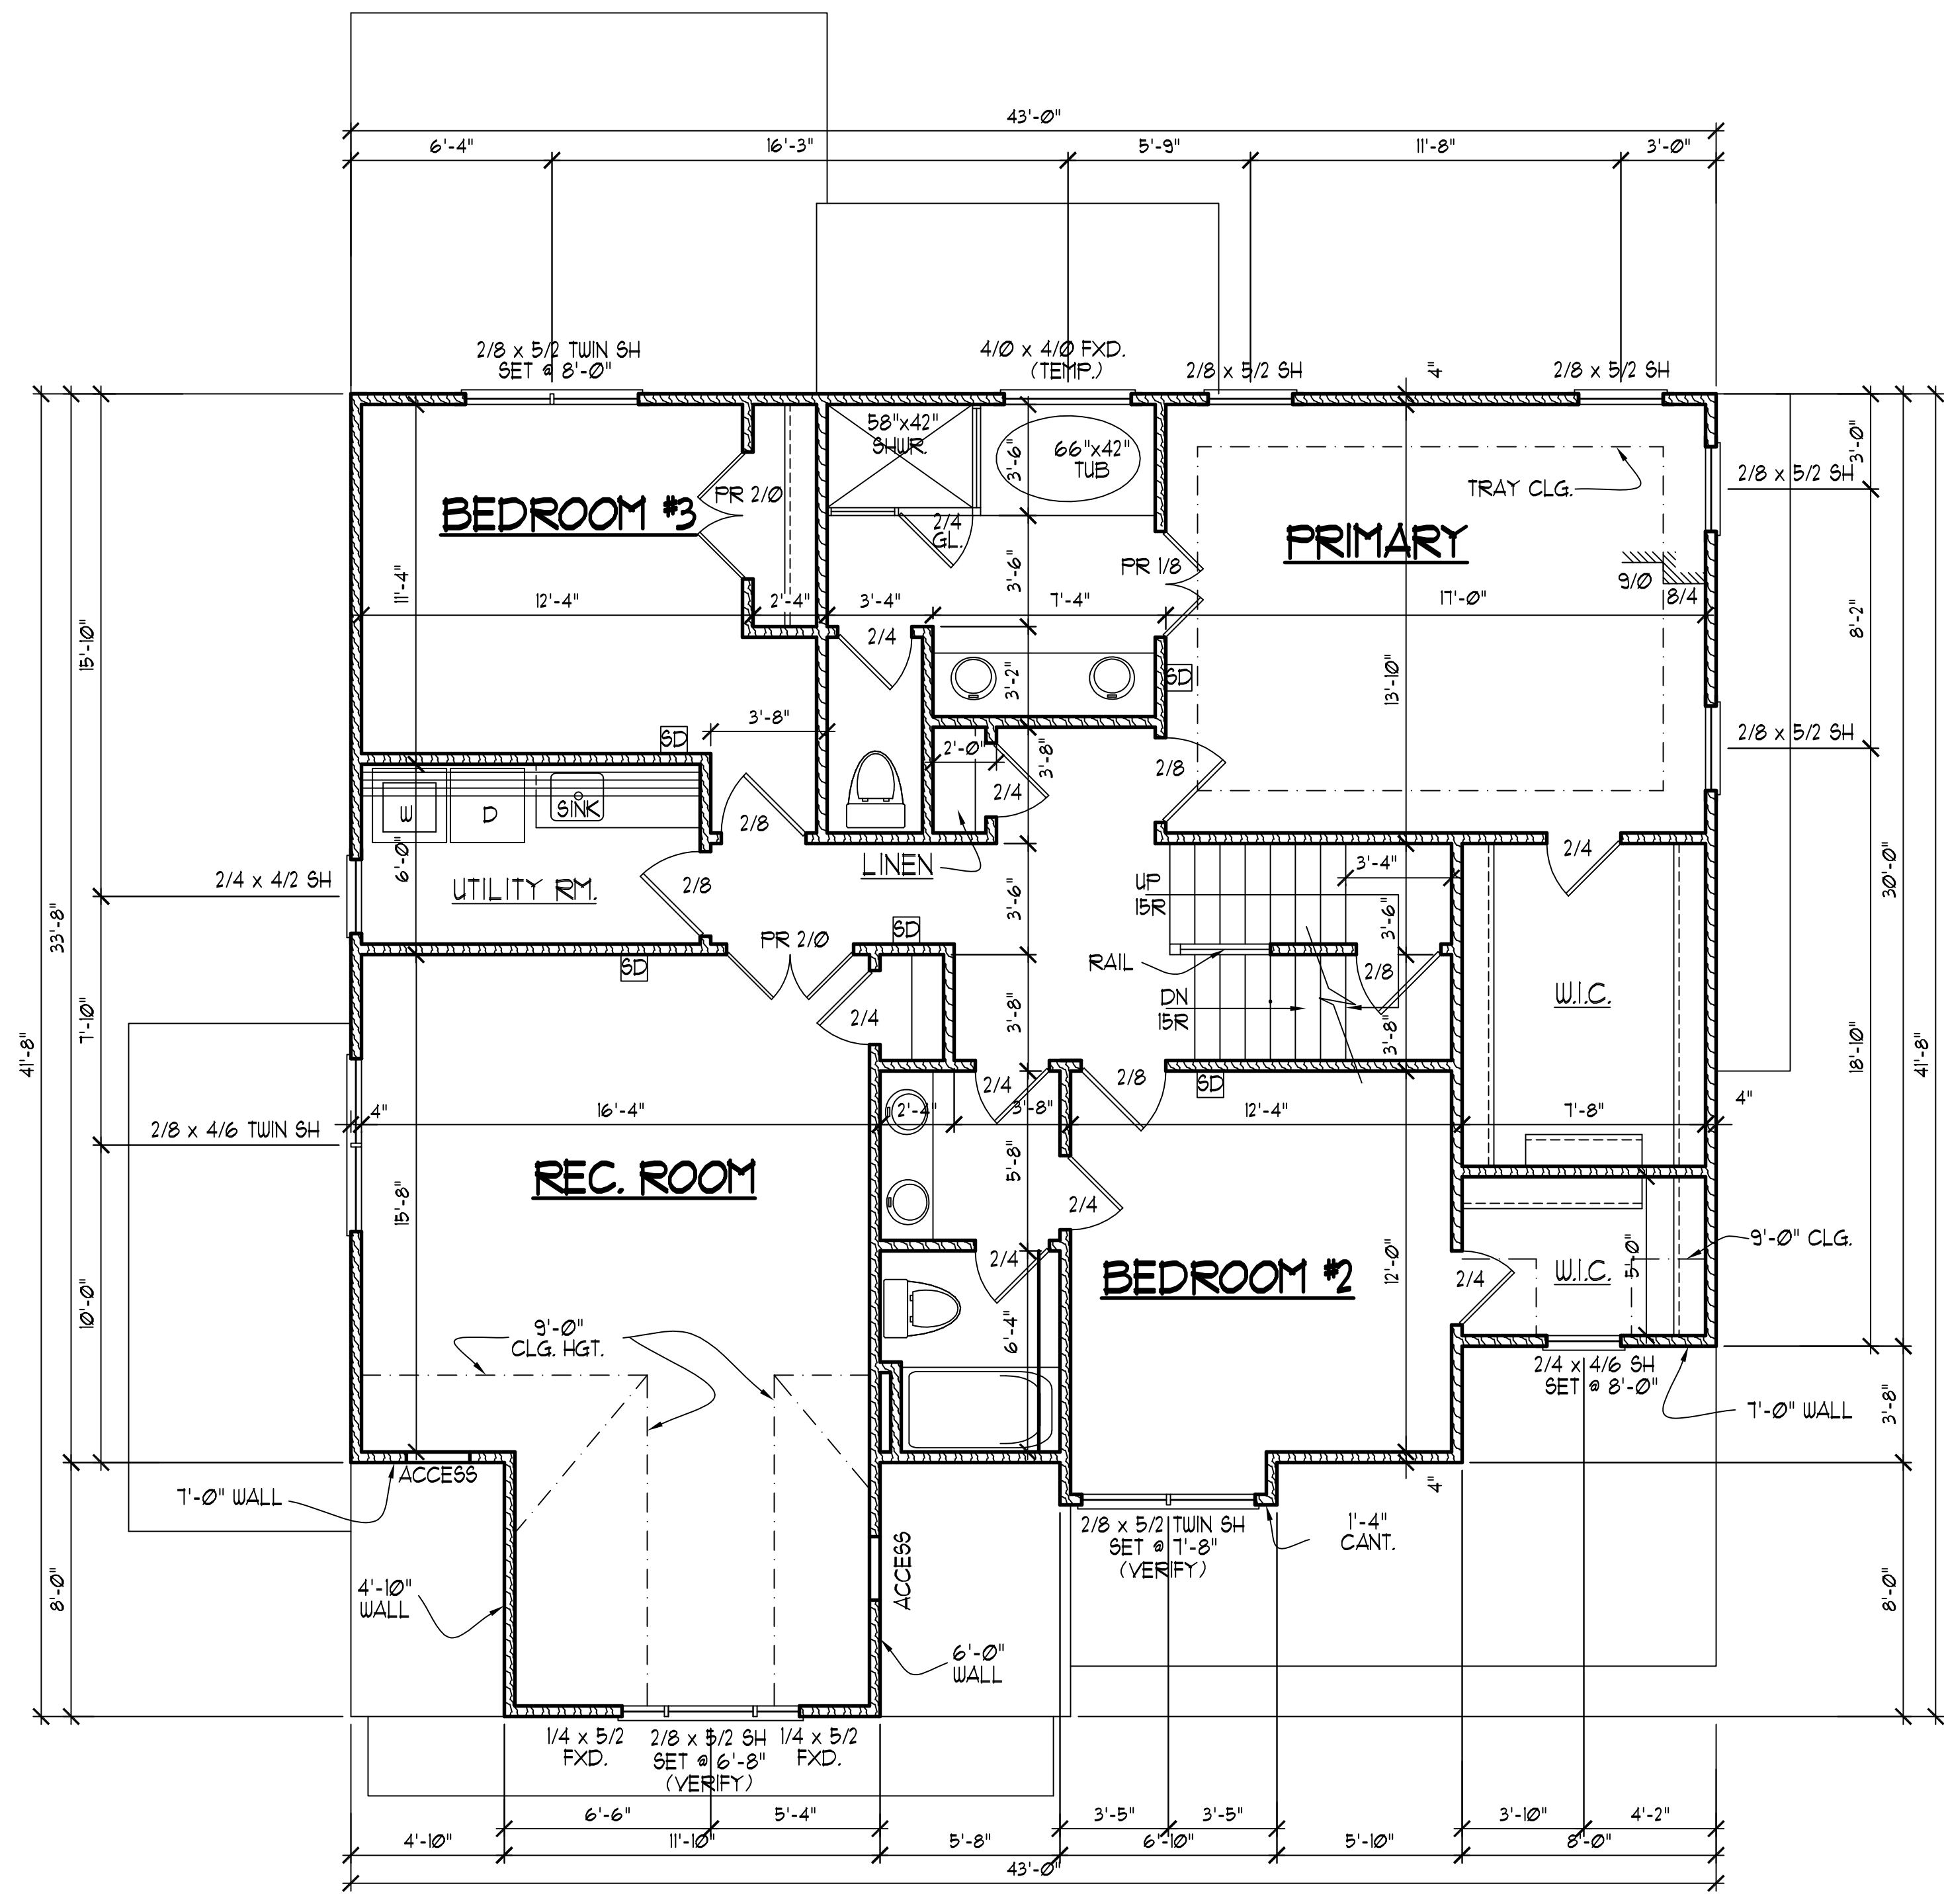 43'-0"
6'-4"
16'-3"
5'-9"
11'-8"
3'-0"
2/8 x 5/2 TWIN SH
SET @ 8'-0"
4/0 x 4/0 FXD.
(TEMP.)
2/8 x 5/2 SH
4"
2/8 x 5/2 SH
58"x42"
SHWR.
3'-6"
66"x42"
TUB
3'-0"
2/8 x 5/2 SH
TRAY CLG.
BEDROOM #3
PR 2/0
2/4
GL.
PRIMARY
11'-4"
3'-6"
PR 1/8
9/0
8/4
12'-4"
2'-4"
3'-4"
7'-4"
17'-0"
8'-2"
15'-10"
2/4
3'-2"
SD
13'-10"
SD
3'-8"
2'-0"
3'-8"
2/8
2/8 x 5/2 SH
W
D
SINK
2/8
2/4
6'-0"
LINEN
2/4
3'-4"
2/4 x 4/2 SH
UTILITY RM.
2/8
UP
15R
3'-6"
3'-6"
30'-0"
33'-8"
SD
PR 2/0
SD
RAIL
2/8
W.I.C.
DN
15R
2/4
3'-8"
3'-8"
7'-10"
41'-8"
18'-10"
41'-8"
2/4
2/8
SD
2/8 x 4/6 TWIN SH
4"
16'-4"
2'-4"
3'-8"
12'-4"
7'-8"
4"
REC. ROOM
5'-8"
15'-8"
2/4
9'-0" CLG.
2/4
BEDROOM #2
12'-0"
2/4
W.I.C.
5'-0"
10'-0"
9'-0"
CLG. HGT.
6'-4"
2/4 x 4/6 SH
SET @ 8'-0"
7'-0" WALL
3'-8"
ACCESS
7'-0" WALL
4"
2/8 x 5/2 TWIN SH
SET @ 7'-8"
(VERIFY)
1'-4"
CANT.
ACCESS
4'-10"
WALL
8'-0"
8'-0"
6'-0"
WALL
1/4 x 5/2
FXD.
2/8 x 5/2 SH
SET @ 6'-8"
(VERIFY)
1/4 x 5/2
FXD.
6'-6"
5'-4"
3'-5"
3'-5"
3'-10"
4'-2"
4'-10"
11'-10"
5'-8"
6'-10"
5'-10"
8'-0"
43'-0"